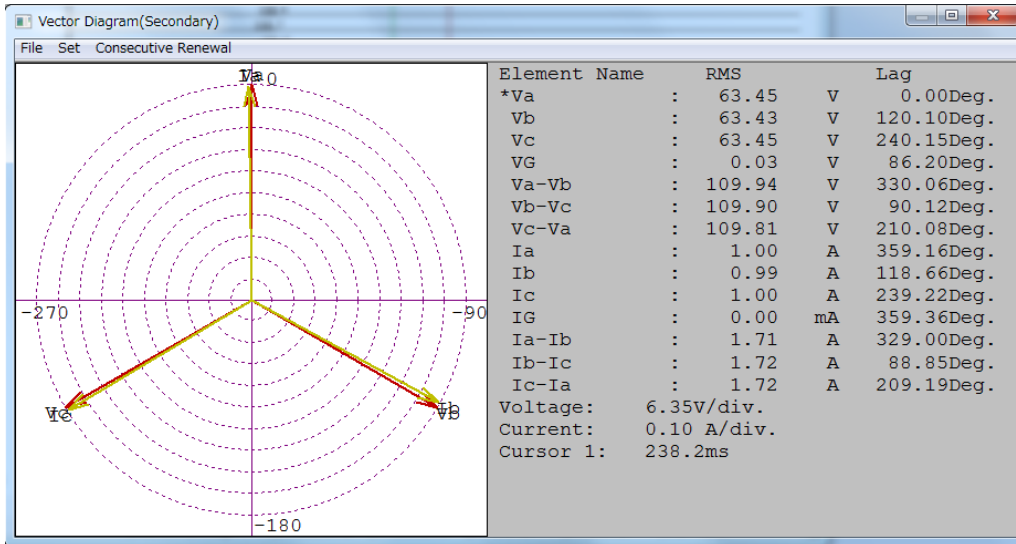 Vector Diagram(Secondary)
File Set Consecutive Renewal
Va 0
-270
-90
Vc
Ic
Ib
Vb
-180
Element Name RMS Lag
*Va : 63.45 V 0.00Deg.
Vb : 63.43 V 120.10Deg.
Vc : 63.45 V 240.15Deg.
VG : 0.03 V 86.20Deg.
Va-Vb : 109.94 V 330.06Deg.
Vb-Vc : 109.90 V 90.12Deg.
Vc-Va : 109.81 V 210.08Deg.
Ia : 1.00 A 359.16Deg.
Ib : 0.99 A 118.66Deg.
Ic : 1.00 A 239.22Deg.
IG : 0.00 mA 359.36Deg.
Ia-Ib : 1.71 A 329.00Deg.
Ib-Ic : 1.72 A 88.85Deg.
Ic-Ia : 1.72 A 209.19Deg.
Voltage: 6.35V/div.
Current: 0.10 A/div.
Cursor 1: 238.2ms